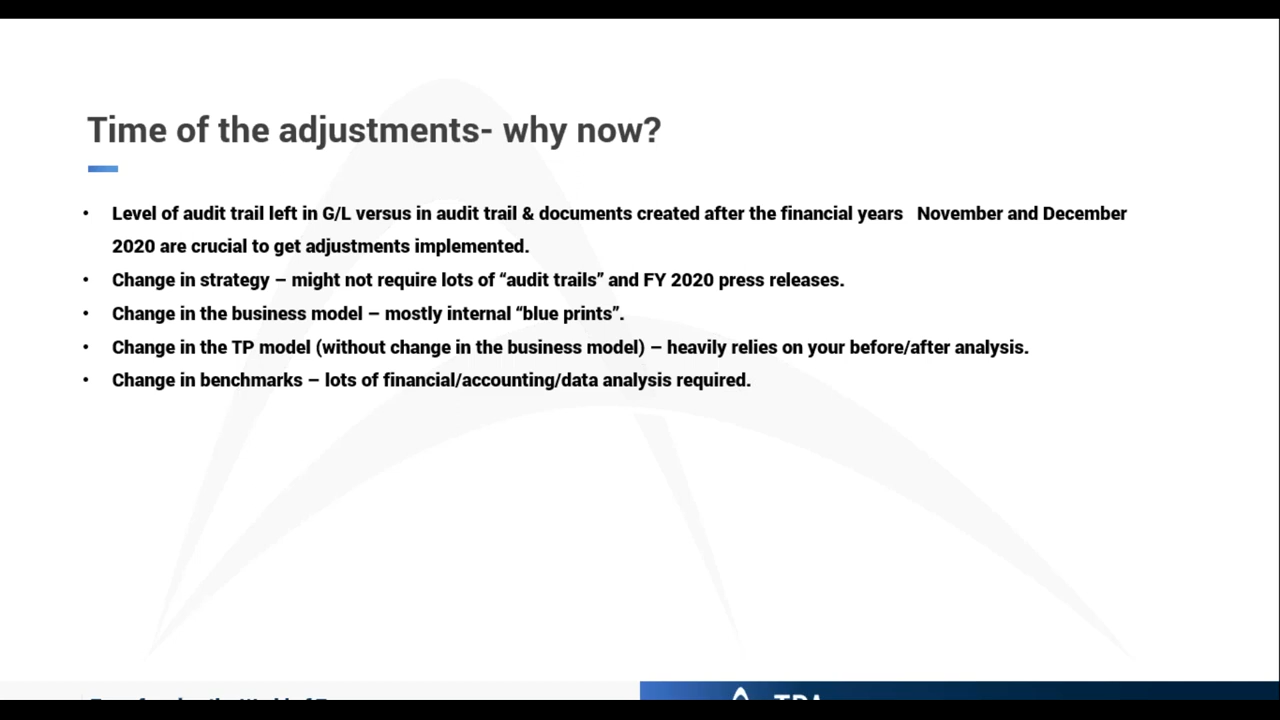 Time of the adjustments- why now?
• Level of audit trail left in G/L versus in audit trail & documents created after the financial years November and December
2020 are crucial to get adjustments implemented.
• Change in strategy – might not require lots of “audit trails” and FY 2020 press releases.
• Change in the business model – mostly internal “blue prints”.
• Change in the TP model (without change in the business model) – heavily relies on your before/after analysis.
• Change in benchmarks – lots of financial/accounting/data analysis required.